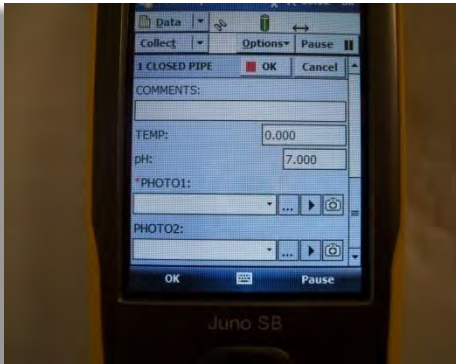 Data
Collect Options Pause
1 CLOSED PIPE OK Cancel
COMMENTS:
TEMP: 0.000
pH: 7.000
*PHOTO1:
...
PHOTO2:
...
OK Pause
Juno SB